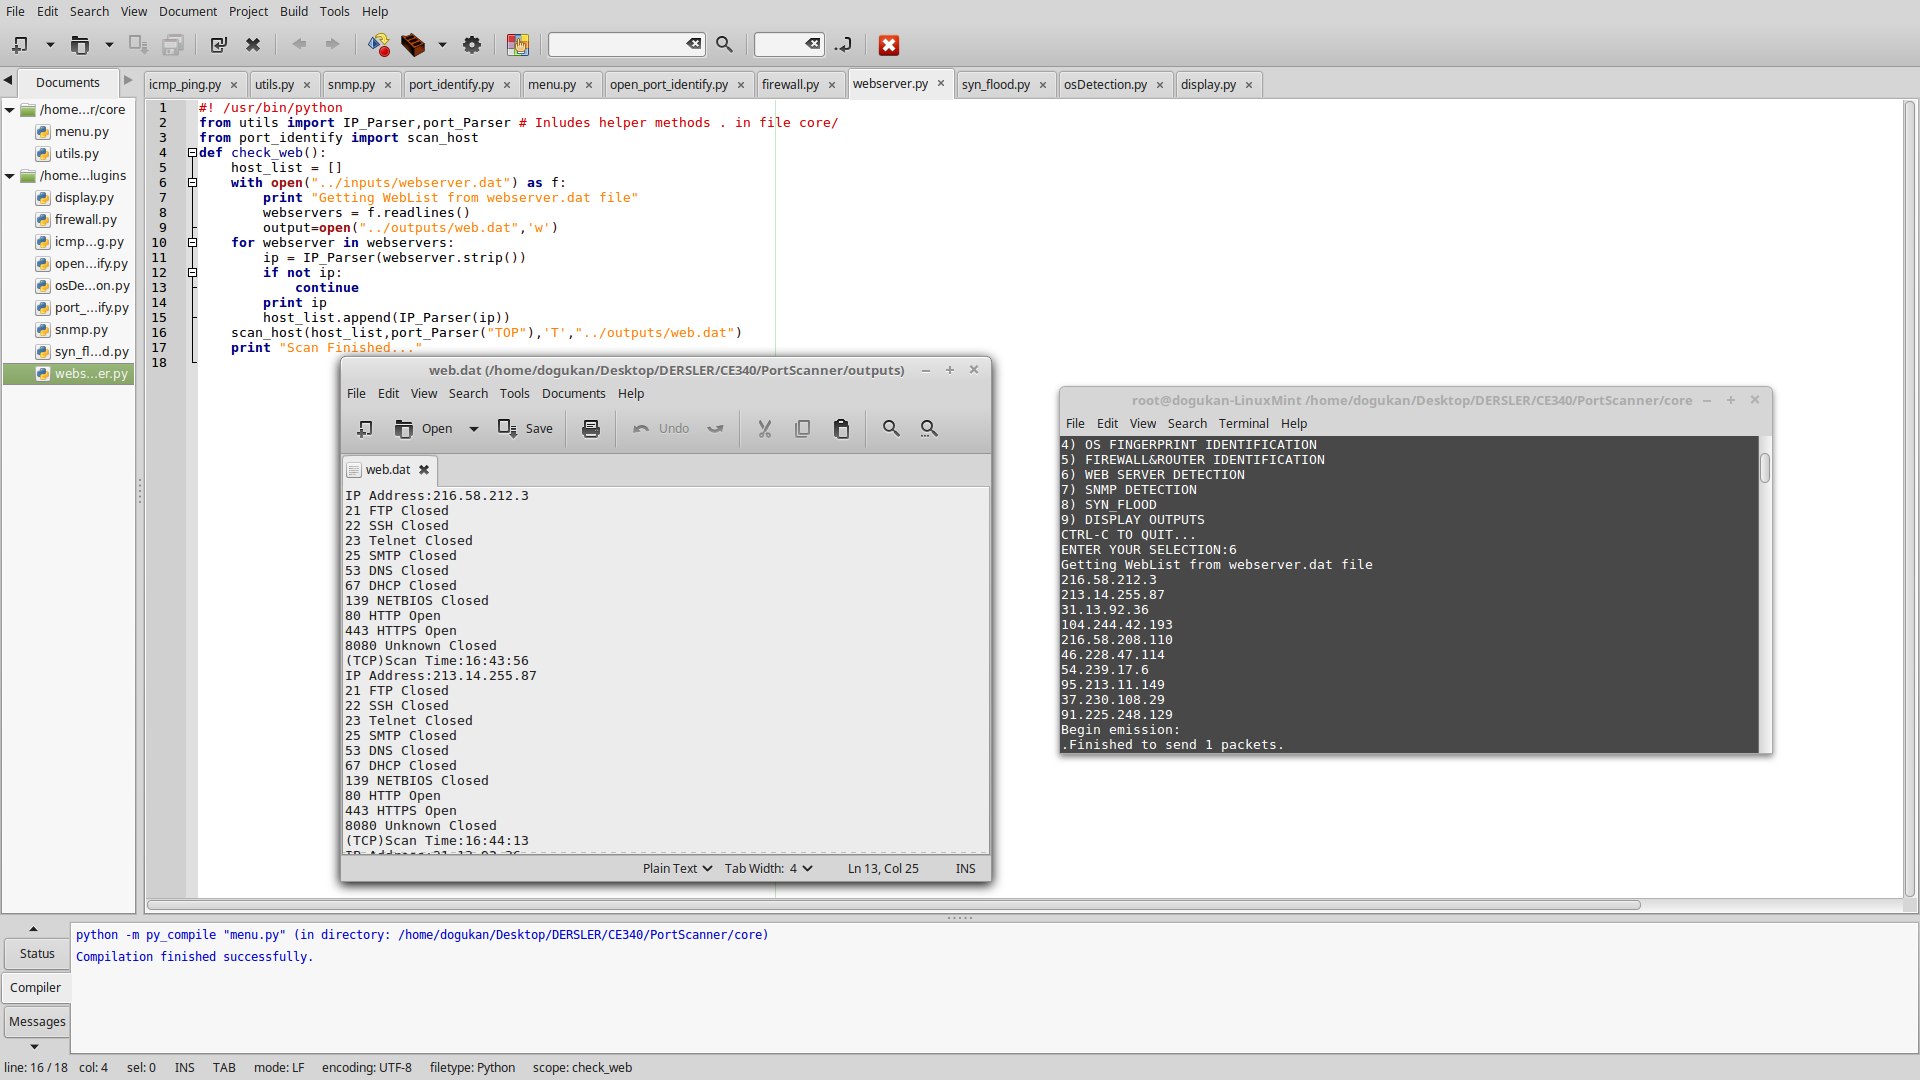 File Edit Search View Document Project Build Tools Help
Documents
icmp_ping.py utils.py snmp.py port_identify.py menu.py open_port_identify.py firewall.py webserver.py syn_flood.py osDetection.py display.py
/home...r/core
menu.py
utils.py
/home...lugins
display.py
firewall.py
icmp...g.py
open...ify.py
osDe...on.py
port_...ify.py
snmp.py
syn_fl...d.py
webs...er.py
1 #! /usr/bin/python
2 from utils import IP_Parser,port_Parser # Inludes helper methods . in file core/
3 from port_identify import scan_host
4 def check_web():
5 host_list = []
6 with open("../inputs/webserver.dat") as f:
7 print "Getting WebList from webserver.dat file"
8 webservers = f.readlines()
9 output=open("../outputs/web.dat",'w')
10 for webserver in webservers:
11 ip = IP_Parser(webserver.strip())
12 if not ip:
13 continue
14 print ip
15 host_list.append(IP_Parser(ip))
16 scan_host(host_list,port_Parser("TOP"),'T',"../outputs/web.dat")
17 print "Scan Finished..."
18
web.dat (/home/dogukan/Desktop/DERSLER/CE340/PortScanner/outputs)
File Edit View Search Tools Documents Help
Open Save Undo
web.dat
IP Address:216.58.212.3
21 FTP Closed
22 SSH Closed
23 Telnet Closed
25 SMTP Closed
53 DNS Closed
67 DHCP Closed
139 NETBIOS Closed
80 HTTP Open
443 HTTPS Open
8080 Unknown Closed
(TCP)Scan Time:16:43:56
IP Address:213.14.255.87
21 FTP Closed
22 SSH Closed
23 Telnet Closed
25 SMTP Closed
53 DNS Closed
67 DHCP Closed
139 NETBIOS Closed
80 HTTP Open
443 HTTPS Open
8080 Unknown Closed
(TCP)Scan Time:16:44:13
Plain Text Tab Width: 4 Ln 13, Col 25 INS
root@dogukan-LinuxMint /home/dogukan/Desktop/DERSLER/CE340/PortScanner/core
File Edit View Search Terminal Help
4) OS FINGERPRINT IDENTIFICATION
5) FIREWALL&ROUTER IDENTIFICATION
6) WEB SERVER DETECTION
7) SNMP DETECTION
8) SYN_FLOOD
9) DISPLAY OUTPUTS
CTRL-C TO QUIT...
ENTER YOUR SELECTION:6
Getting WebList from webserver.dat file
216.58.212.3
213.14.255.87
31.13.92.36
104.244.42.193
216.58.208.110
46.228.47.114
54.239.17.6
95.213.11.149
37.230.108.29
91.225.248.129
Begin emission:
.Finished to send 1 packets.
Status
Compiler
Messages
python -m py_compile "menu.py" (in directory: /home/dogukan/Desktop/DERSLER/CE340/PortScanner/core)
Compilation finished successfully.
line: 16 / 18 col: 4 sel: 0 INS TAB mode: LF encoding: UTF-8 filetype: Python scope: check_web